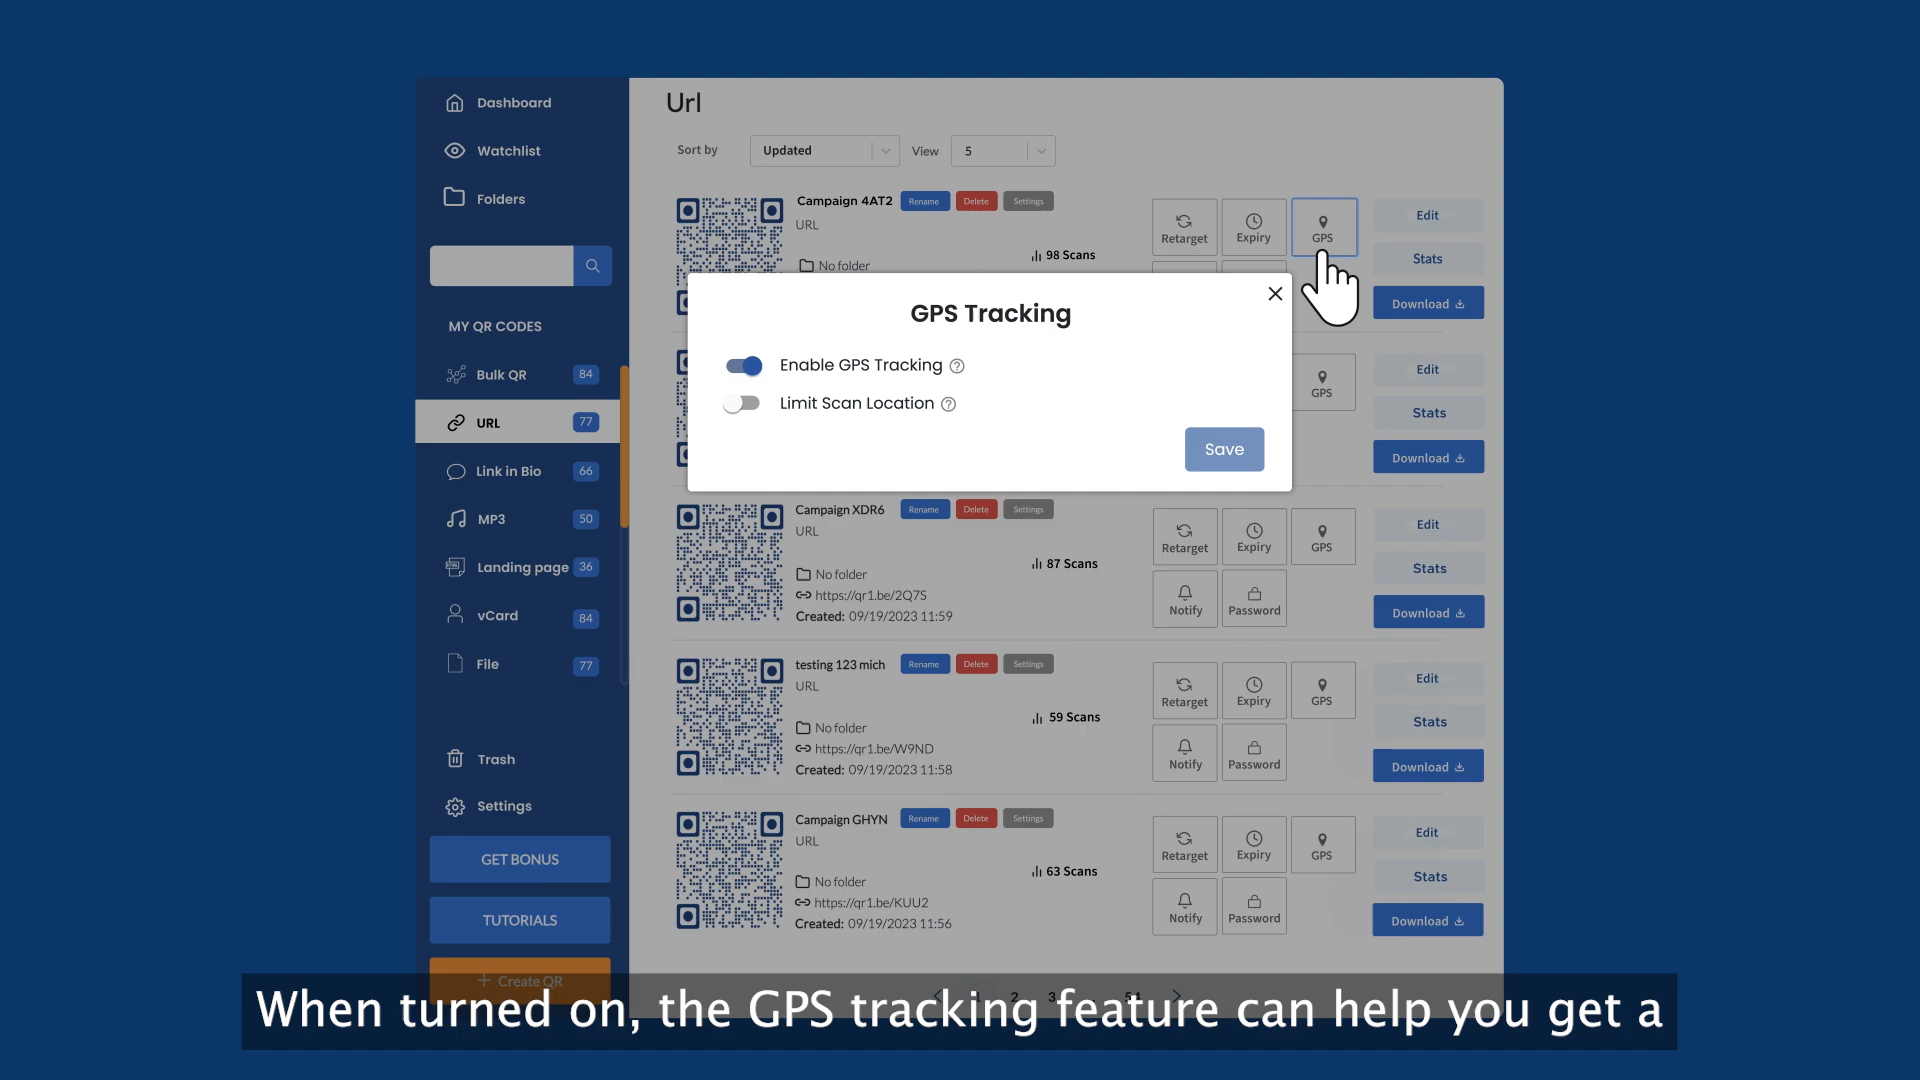 Dashboard
Watchlist
Folders
MY QR CODES
Bulk QR 84
URL 77
Link in Bio 66
MP3 50
Landing page 36
vCard 84
File 77
Trash
Settings
GET BONUS
TUTORIALS
+ Create QR
Url
Sort by Updated View 5
Campaign 4AT2 Rename Delete Settings
URL
98 Scans
No folder
Retarget Expiry GPS
Edit
Stats
Download
GPS Tracking
Enable GPS Tracking ?
Limit Scan Location ?
Save
GPS
Edit
Stats
Download
Campaign XDR6 Rename Delete Settings
URL
87 Scans
No folder
https://qr1.be/2Q7S
Created: 09/19/2023 11:59
Retarget Expiry GPS
Notify Password
Edit
Stats
Download
testing 123 mich Rename Delete Settings
URL
59 Scans
No folder
https://qr1.be/W9ND
Created: 09/19/2023 11:58
Retarget Expiry GPS
Notify Password
Edit
Stats
Download
Campaign GHYN Rename Delete Settings
URL
63 Scans
No folder
https://qr1.be/KUU2
Created: 09/19/2023 11:56
Retarget Expiry GPS
Notify Password
Edit
Stats
Download
2 3
When turned on, the GPS tracking feature can help you get a